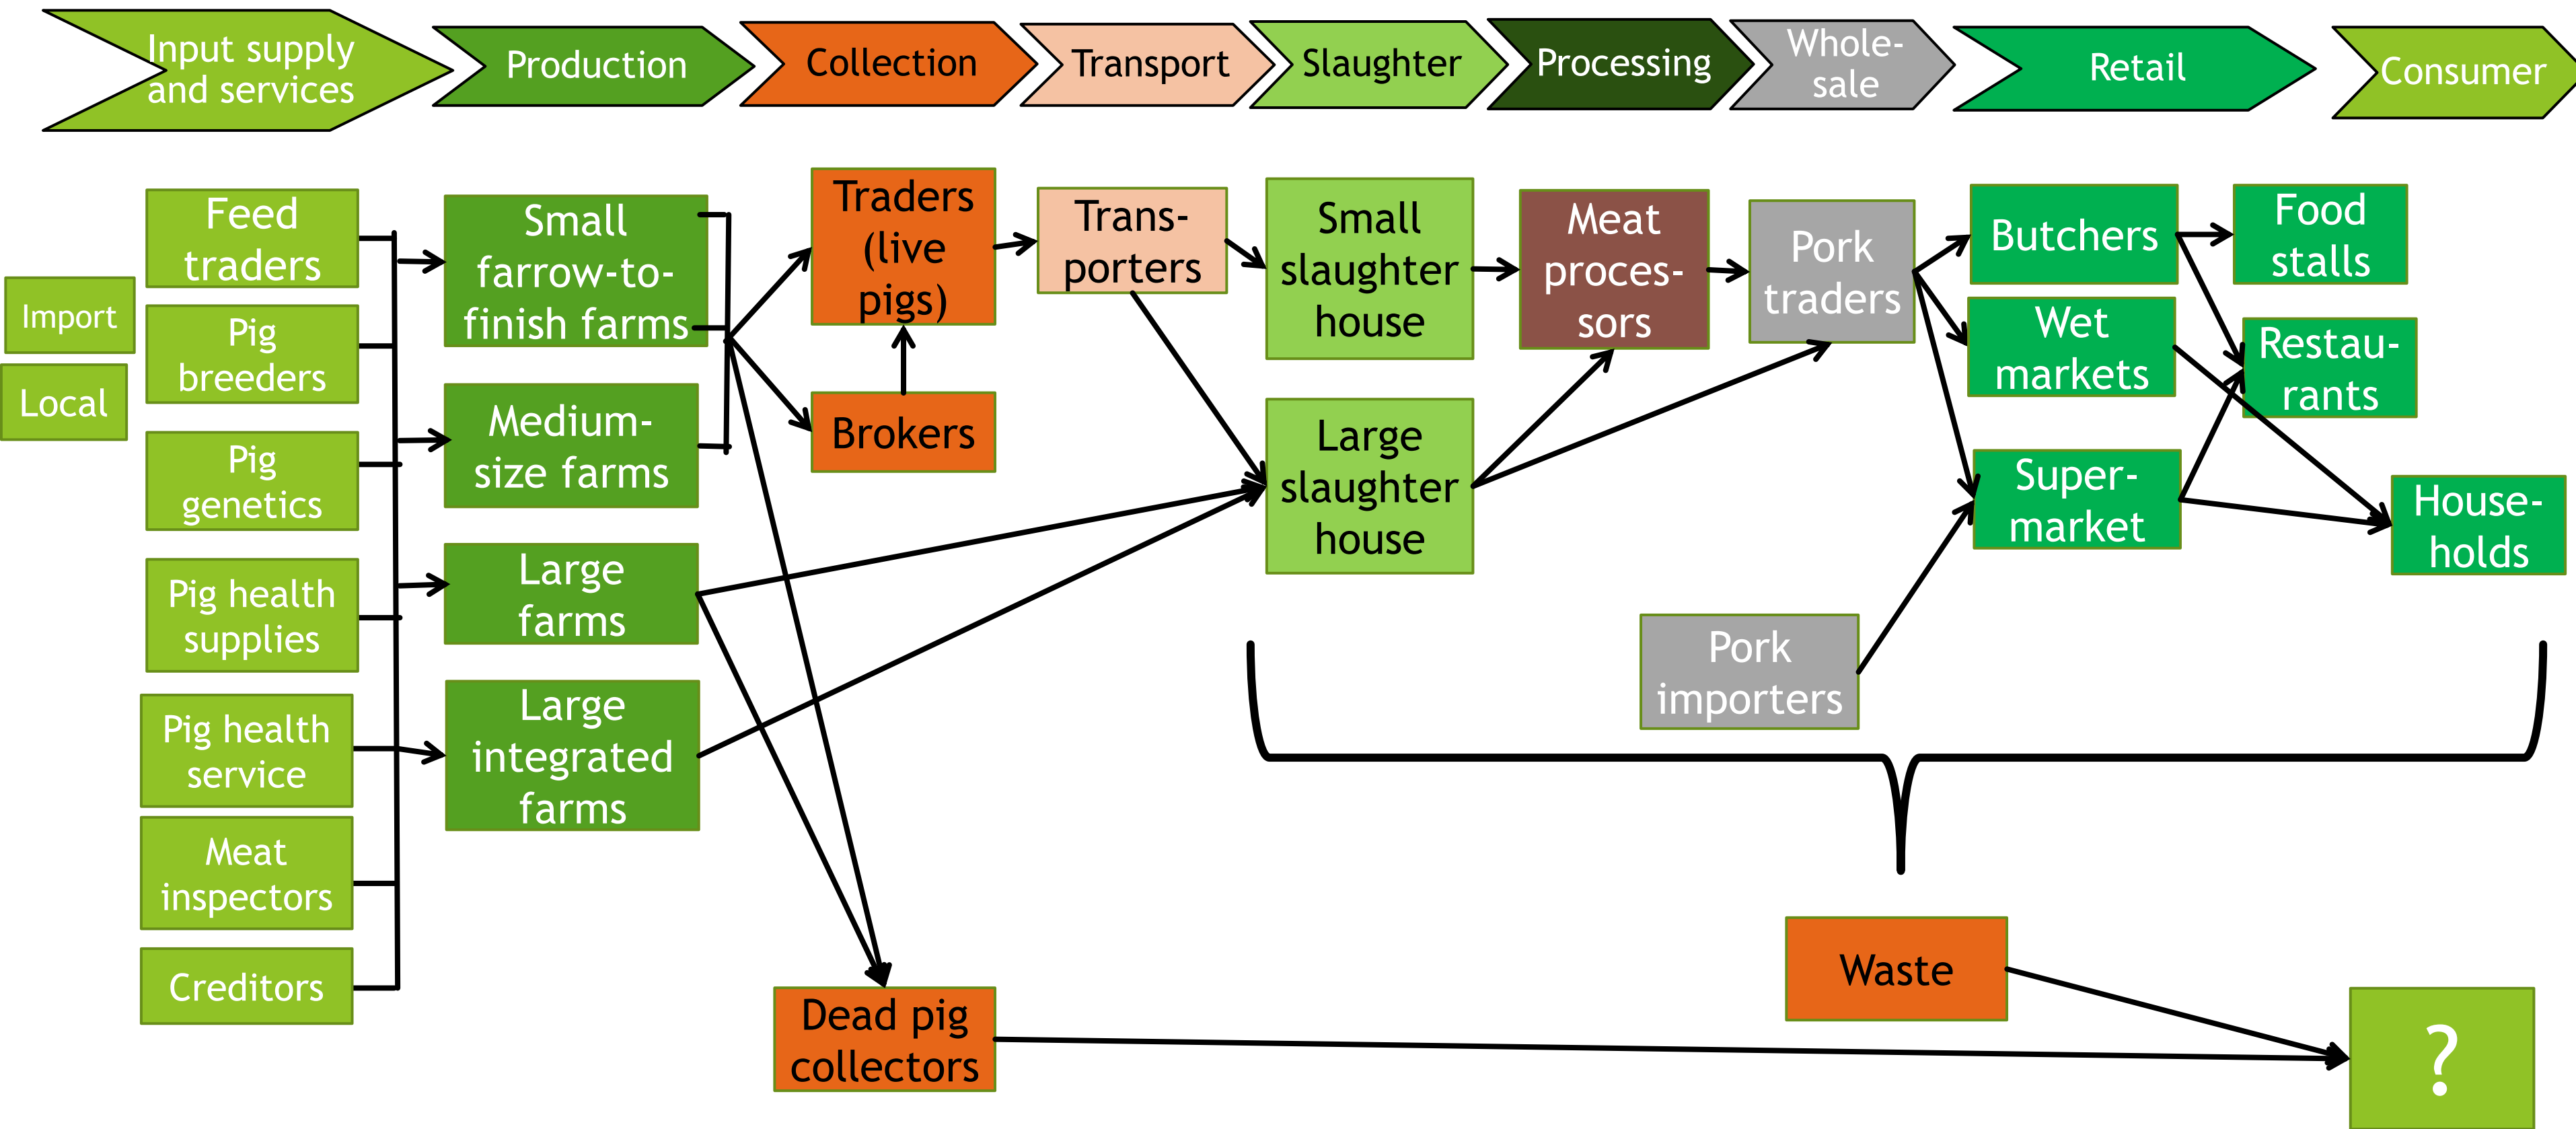 Input supply
and services
Production
Collection
Transport
Slaughter
Processing
Whole-
sale
Retail
Consumer
Import
Local
Feed
traders
Pig
breeders
Pig
genetics
Pig health
supplies
Pig health
service
Meat
inspectors
Creditors
Small
farrow-to-
finish farms
Medium-
size farms
Large
farms
Large
integrated
farms
Traders
(live
pigs)
Brokers
Dead pig
collectors
Trans-
porters
Small
slaughter
house
Large
slaughter
house
Meat
proces-
sors
Pork
traders
Pork
importers
Butchers
Wet
markets
Super-
market
Food
stalls
Restau-
rants
House-
holds
Waste
?